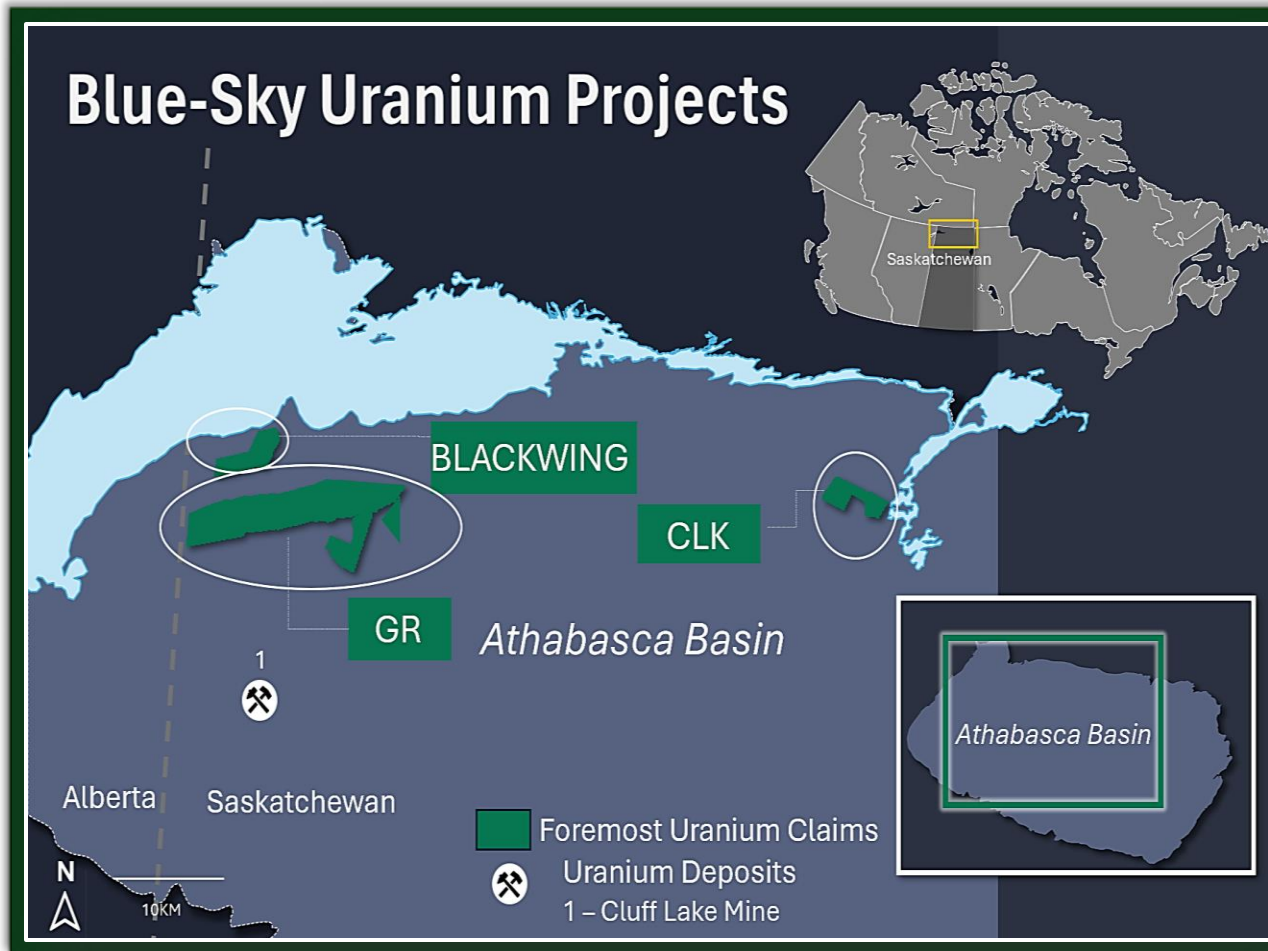 Blue-Sky Uranium Projects
Saskatchewan
BLACKWING
CLK
GR
Athabasca Basin
1
Athabasca Basin
Alberta
Saskatchewan
Foremost Uranium Claims
Uranium Deposits
1 – Cluff Lake Mine
N
10KM